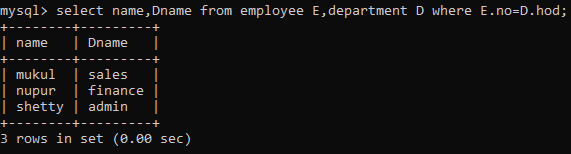 mysql> select name,Dname from employee E,department D where E.no=D.hod;
+--------+---------+
| name   | Dname   |
+--------+---------+
| mukul  | sales   |
| nupur  | finance |
| shetty | admin   |
+--------+---------+
3 rows in set (0.00 sec)